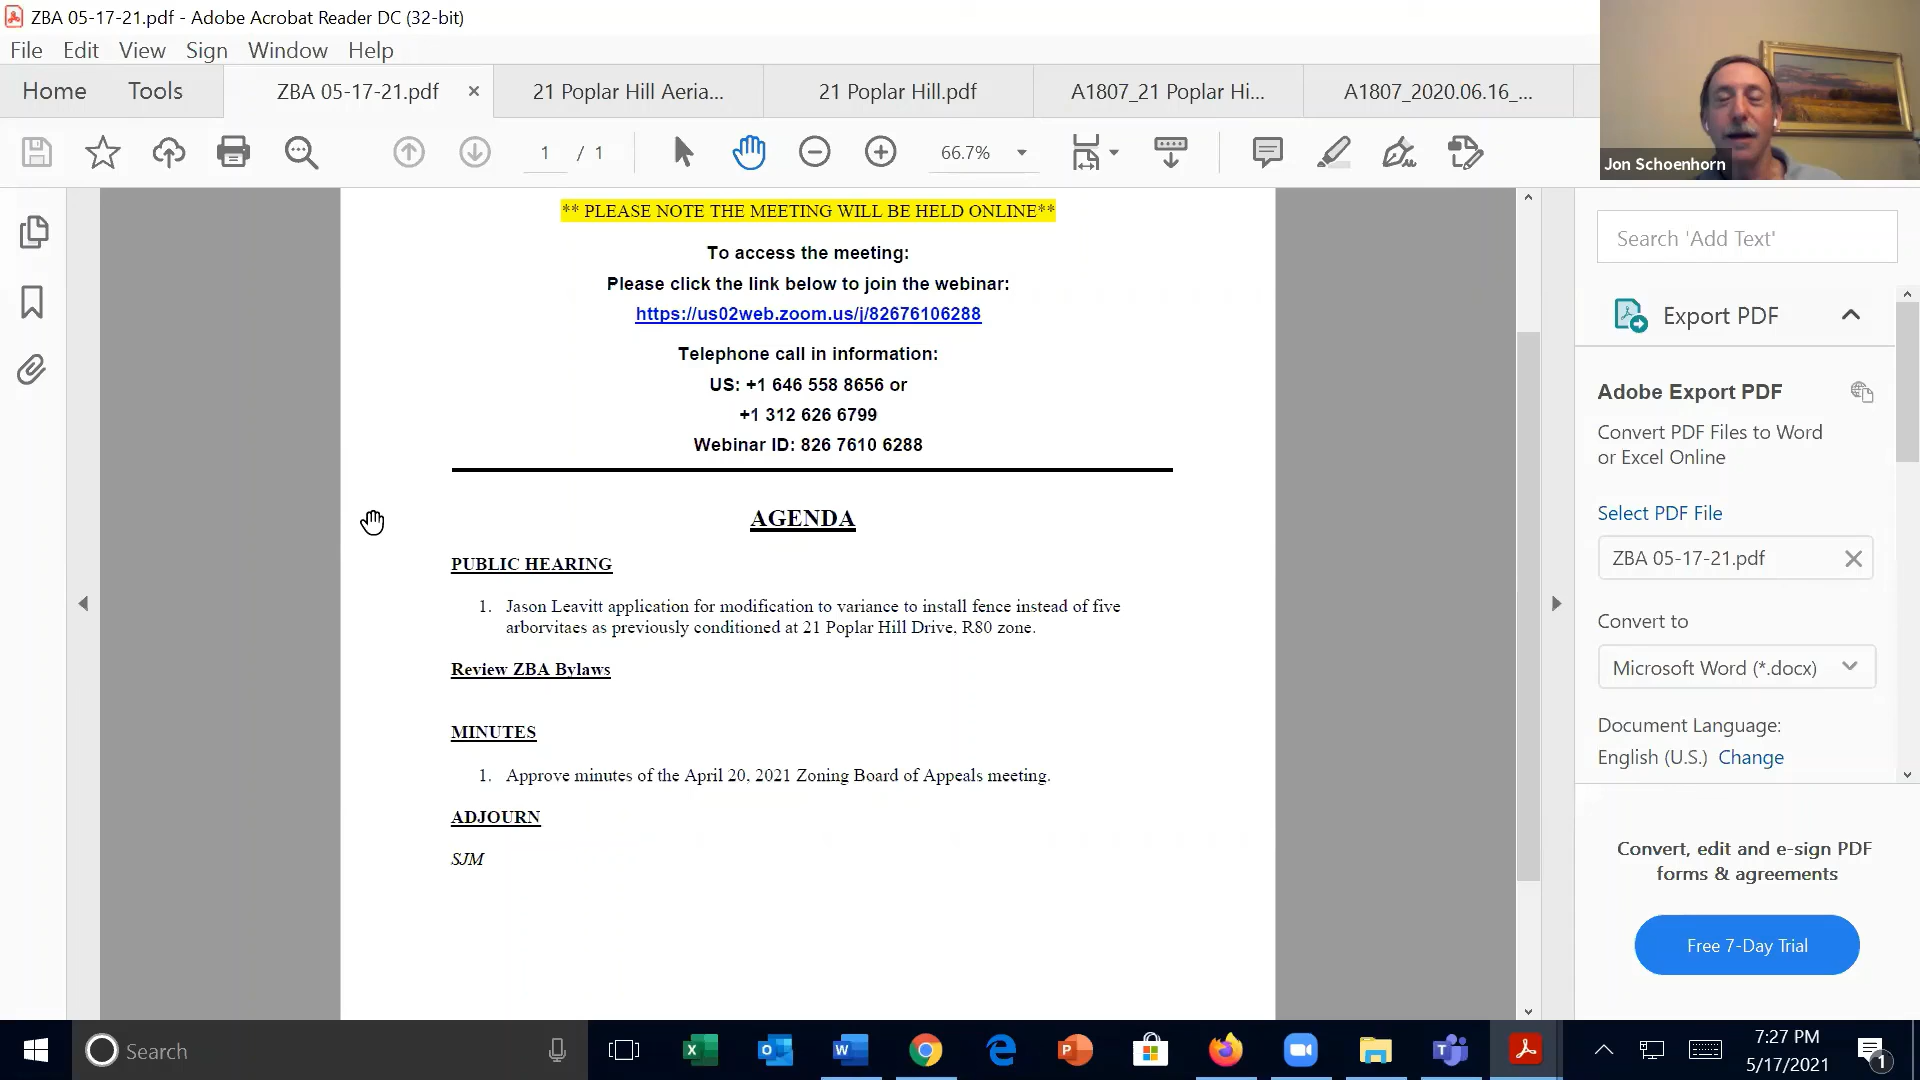 ZBA 05-17-21.pdf - Adobe Acrobat Reader DC (32-bit)
File Edit View Sign Window Help
Home Tools ZBA 05-17-21.pdf 21 Poplar Hill Aeria... 21 Poplar Hill.pdf A1807_21 Poplar Hi... A1807_2020.06.16_...
1 / 1 66.7%
Jon Schoenhorn
** PLEASE NOTE THE MEETING WILL BE HELD ONLINE**
To access the meeting:
Please click the link below to join the webinar:
https://us02web.zoom.us/j/82676106288
Telephone call in information:
US: +1 646 558 8656 or
+1 312 626 6799
Webinar ID: 826 7610 6288
AGENDA
PUBLIC HEARING
1. Jason Leavitt application for modification to variance to install fence instead of five
arborvitaes as previously conditioned at 21 Poplar Hill Drive, R80 zone.
Review ZBA Bylaws
MINUTES
1. Approve minutes of the April 20, 2021 Zoning Board of Appeals meeting.
ADJOURN
SJM
Search 'Add Text'
Export PDF
Adobe Export PDF
Convert PDF Files to Word
or Excel Online
Select PDF File
ZBA 05-17-21.pdf
Convert to
Microsoft Word (*.docx)
Document Language:
English (U.S.) Change
Convert, edit and e-sign PDF
forms & agreements
Free 7-Day Trial
Search
7:27 PM
5/17/2021
1